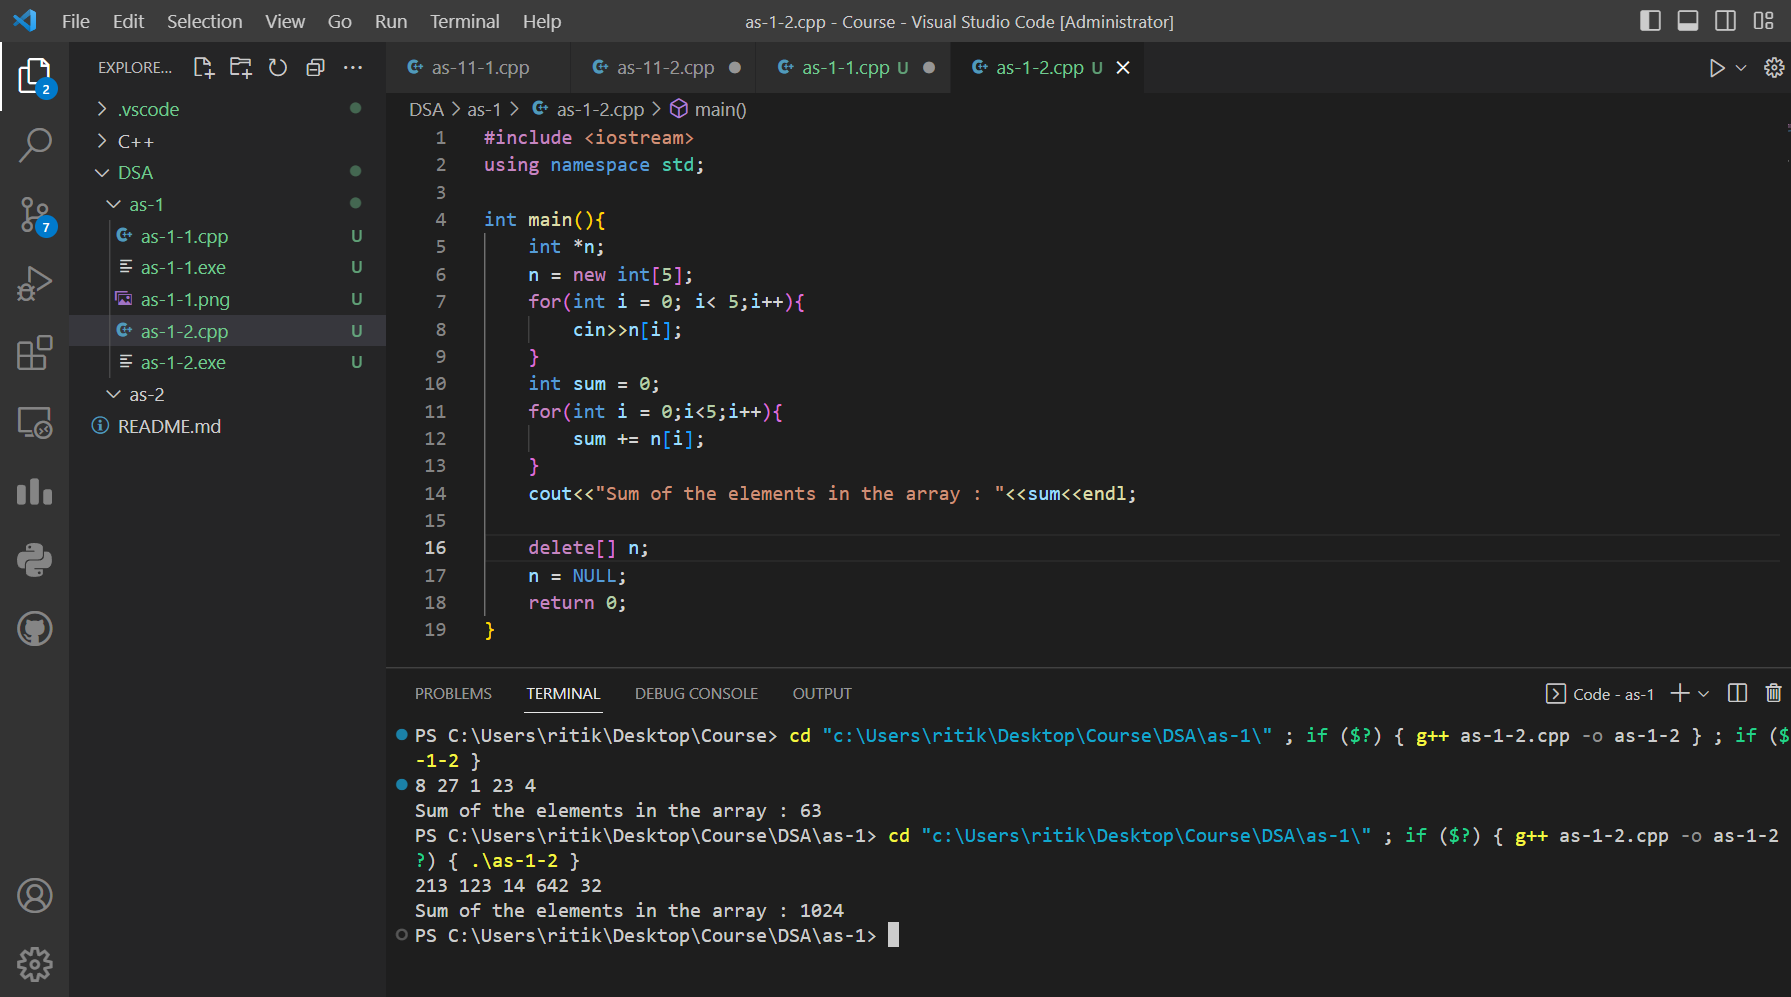 File Edit Selection View Go Run Terminal Help as-1-2.cpp - Course - Visual Studio Code [Administrator]
EXPLORE...
2
7
.vscode
C++
DSA
as-1
as-1-1.cpp U
as-1-1.exe U
as-1-1.png U
as-1-2.cpp U
as-1-2.exe U
as-2
README.md
as-11-1.cpp as-11-2.cpp as-1-1.cpp U as-1-2.cpp U
DSA > as-1 > as-1-2.cpp > main()
1 #include <iostream>
2 using namespace std;
3
4 int main(){
5 int *n;
6 n = new int[5];
7 for(int i = 0; i< 5;i++){
8 cin>>n[i];
9 }
10 int sum = 0;
11 for(int i = 0;i<5;i++){
12 sum += n[i];
13 }
14 cout<<"Sum of the elements in the array : "<<sum<<endl;
15
16 delete[] n;
17 n = NULL;
18 return 0;
19 }
PROBLEMS TERMINAL DEBUG CONSOLE OUTPUT Code - as-1
PS C:\Users\ritik\Desktop\Course> cd "c:\Users\ritik\Desktop\Course\DSA\as-1\" ; if ($?) { g++ as-1-2.cpp -o as-1-2 } ; if ($
-1-2 }
8 27 1 23 4
Sum of the elements in the array : 63
PS C:\Users\ritik\Desktop\Course\DSA\as-1> cd "c:\Users\ritik\Desktop\Course\DSA\as-1\" ; if ($?) { g++ as-1-2.cpp -o as-1-2
?) { .\as-1-2 }
213 123 14 642 32
Sum of the elements in the array : 1024
PS C:\Users\ritik\Desktop\Course\DSA\as-1>